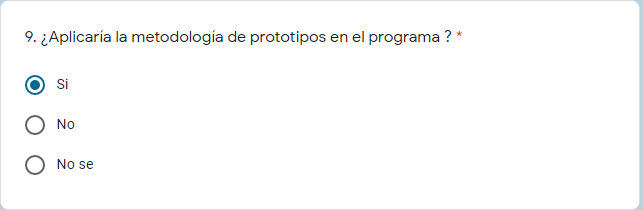 9. ¿Aplicaría la metodología de prototipos en el programa ? *
Si
No
No se